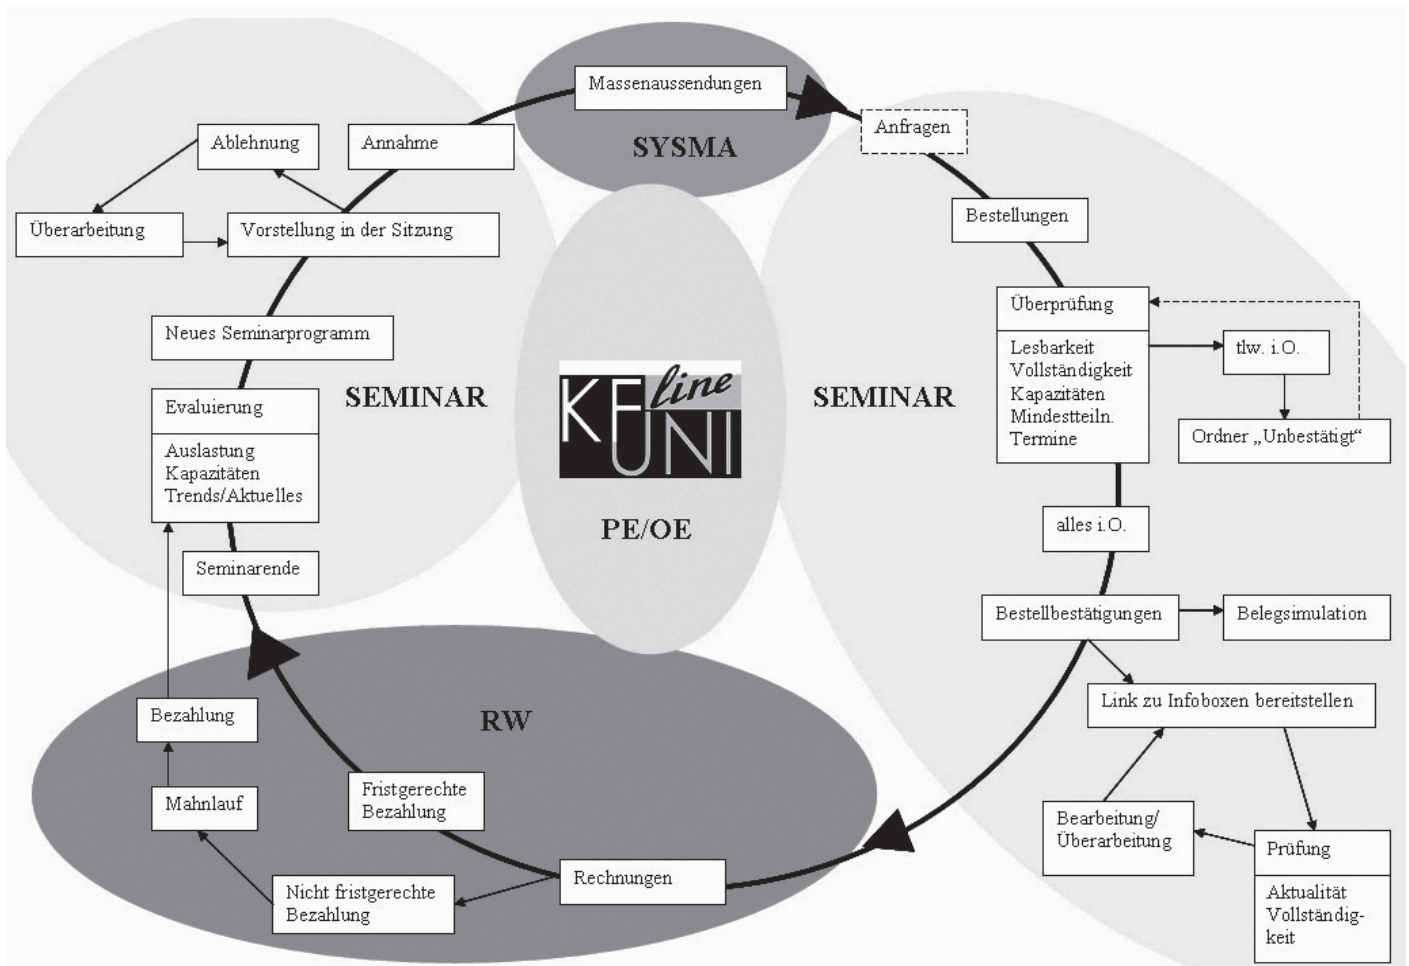 Massenaussendungen
SYSMA
Anfragen
Bestellungen
Überprüfung
Lesbarkeit
Vollständigkeit
Kapazitäten
Mindestteiln.
Termine
tlw. i.O.
Ordner „Unbestätigt“
alles i.O.
Bestellbestätigungen
Belegsimulation
Link zu Infoboxen bereitstellen
Prüfung
Aktualität
Vollständig-
keit
Bearbeitung/
Überarbeitung
SEMINAR
Rechnungen
Nicht fristgerechte
Bezahlung
Mahnlauf
Bezahlung
Fristgerechte
Bezahlung
RW
Seminarende
Evaluierung
Auslastung
Kapazitäten
Trends/Aktuelles
Neues Seminarprogramm
Vorstellung in der Sitzung
Ablehnung
Überarbeitung
Annahme
SEMINAR
KF line
UNI
PE/OE